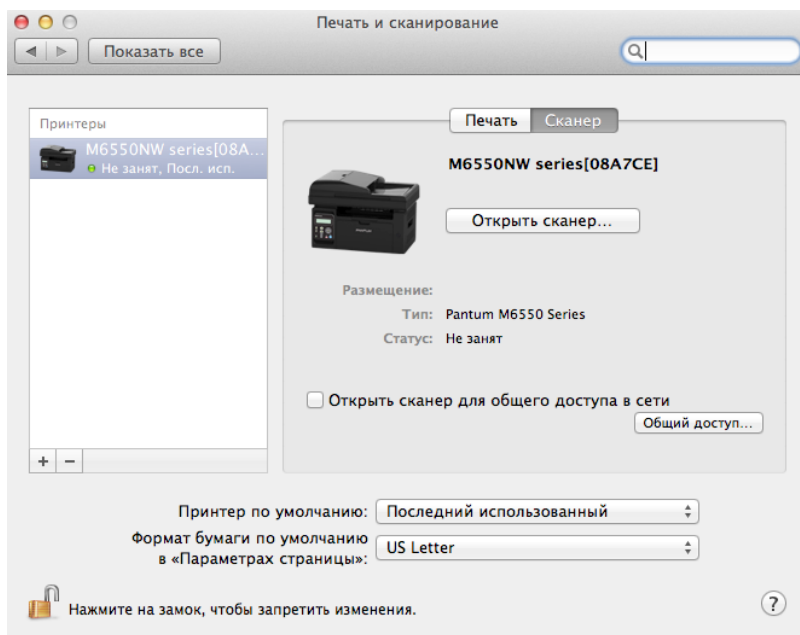 Печать и сканирование
Показать все
Принтеры
M6550NW series[08A...
Не занят, Посл. исп.
Печать
Сканер
M6550NW series[08A7CE]
Открыть сканер...
Размещение:
Тип: Pantum M6550 Series
Статус: Не занят
Открыть сканер для общего доступа в сети
Общий доступ...
+ −
Принтер по умолчанию: Последний использованный
Формат бумаги по умолчанию
в «Параметрах страницы»: US Letter
Нажмите на замок, чтобы запретить изменения.
?